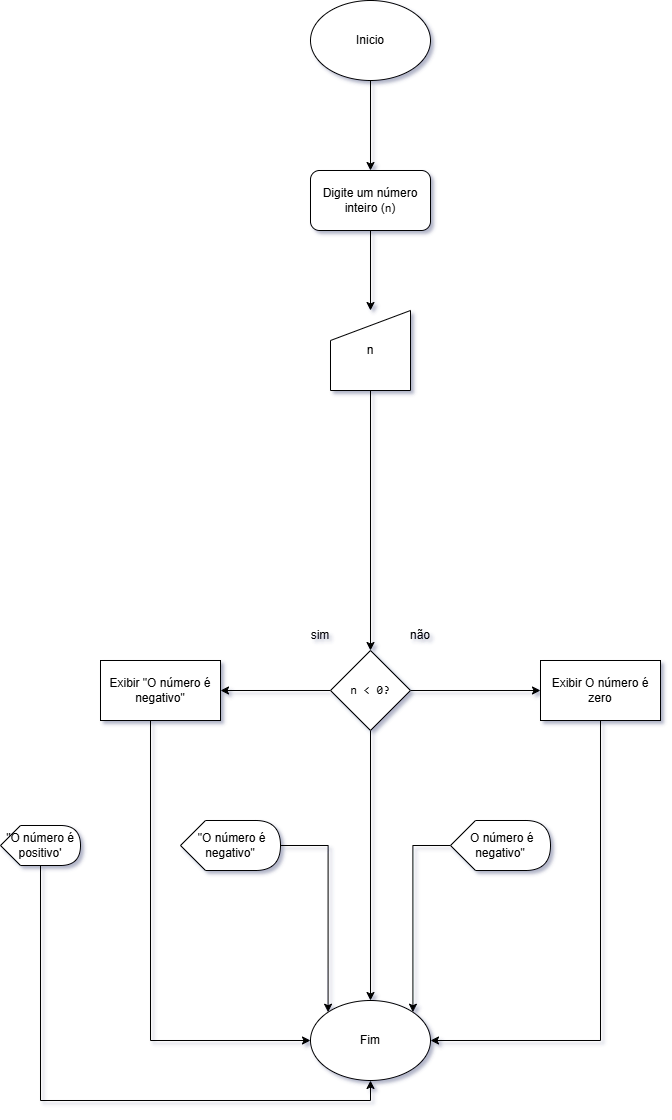 Inicio
Digite um número
inteiro (n)
n
sim
não
Exibir "O número é
negativo"
n < 0?
Exibir O número é
zero
"O número é
positivo'
"O número é
negativo"
O número é
negativo"
Fim